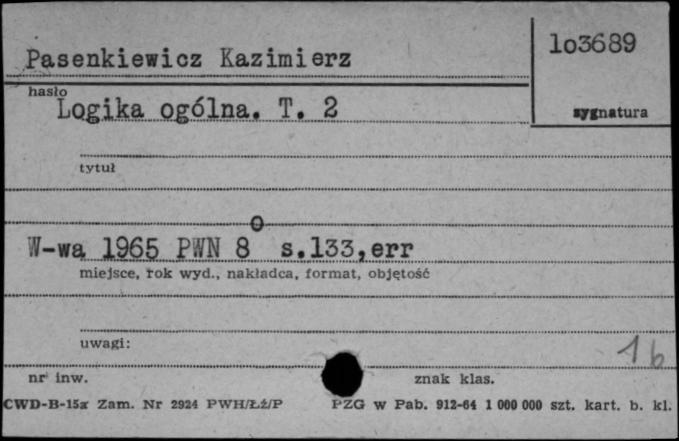 Pasenkiewicz Kazimierz
1o3689
hasło
Logika ogólna. T. 2
sygnatura
tytuł
W-wa 1965 PWN 8° s.133,err
miejsce, rok wyd., nakładca, format, objętość
uwagi:
1b
nr inw.
znak klas.
CWD-B-15a Zam. Nr 2924 PWH/Łź/P PZG w Pab. 912-64 1 000 000 szt. kart. b. kl.